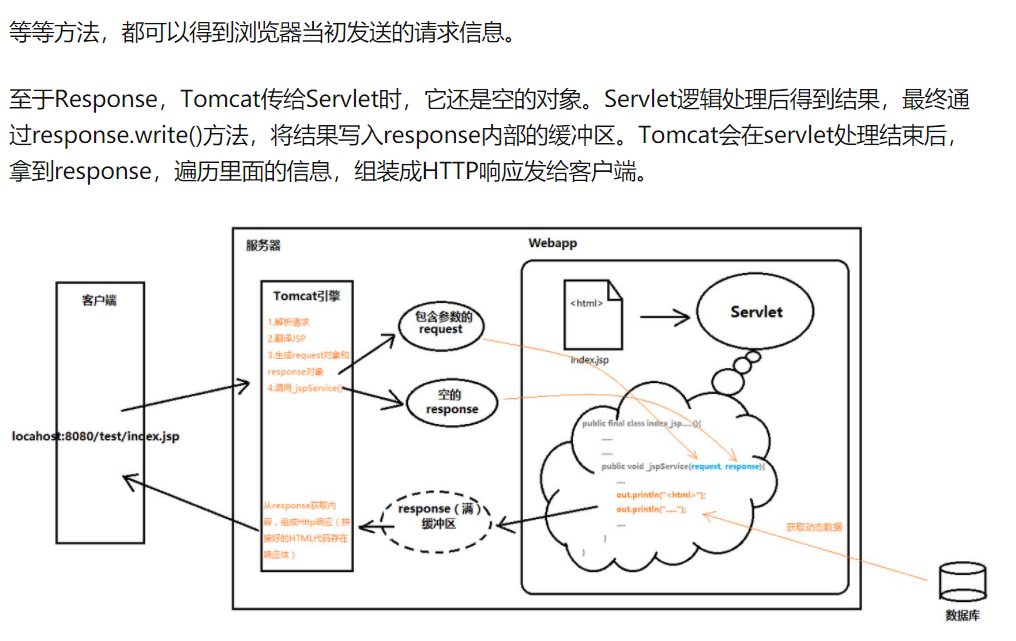 等等方法，都可以得到浏览器当初发送的请求信息。
至于Response，Tomcat传给Servlet时，它还是空的对象。Servlet逻辑处理后得到结果，最终通
过response.write()方法，将结果写入response内部的缓冲区。Tomcat会在servlet处理结束后，
拿到response，遍历里面的信息，组装成HTTP响应发给客户端。
服务器
Webapp
客户端
Tomcat引擎
1.解析请求
2.翻译JSP
3.生成request对象和
response对象
4.调用_jspService()
包含参数的
request
空的
response
<html>
index.jsp
Servlet
locahost:8080/test/index.jsp
public final class index_jsp.....(){
.....
.....
public void _jspService(request, response){
....
out.println("<html>");
out.println(".....");
....
}
}
从response获取内
容，组成Http响应（拼
接好的HTML代码存在
响应体）
response（满）
缓冲区
获取动态数据
数据库